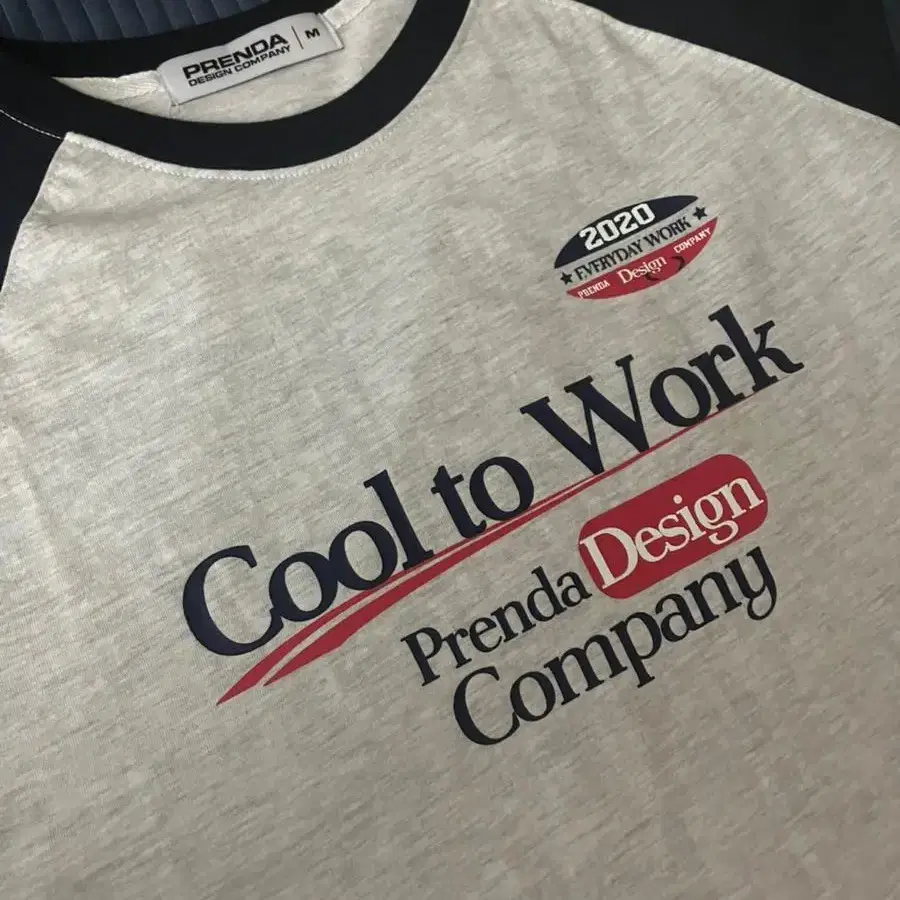 PRENDA
DESIGN COMPANY
M
2020
★ EVERYDAY WORK ★
PRENDA Design COMPANY
Cool to Work
Prenda Design
Company